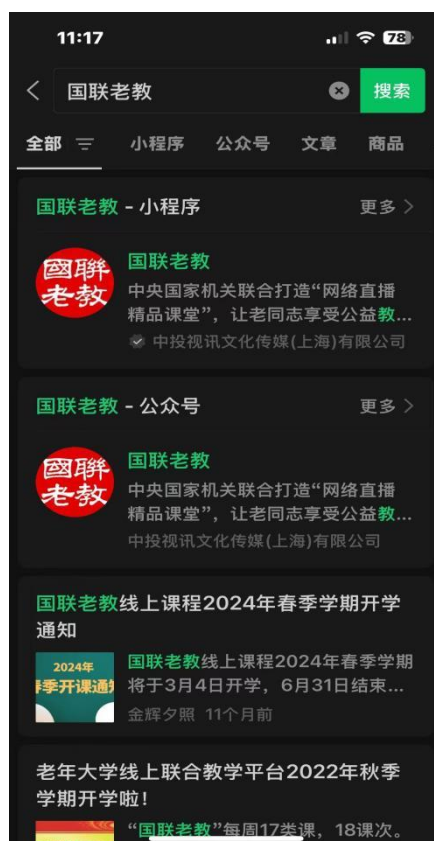 11:17
78
国联老教
搜索
全部
小程序
公众号
文章
商品
国联老教 - 小程序
更多
國聯
老教
国联老教
中央国家机关联合打造“网络直播
精品课堂”，让老同志享受公益教...
中投视讯文化传媒(上海)有限公司
国联老教 - 公众号
更多
國聯
老教
国联老教
中央国家机关联合打造“网络直播
精品课堂”，让老同志享受公益教...
中投视讯文化传媒(上海)有限公司
国联老教线上课程2024年春季学期开学
通知
2024年
季开课通
国联老教线上课程2024年春季学期
将于3月4日开学，6月31日结束...
金辉夕照 11个月前
老年大学线上联合教学平台2022年秋季
学期开学啦！
“国联老教”每周17类课，18课次。